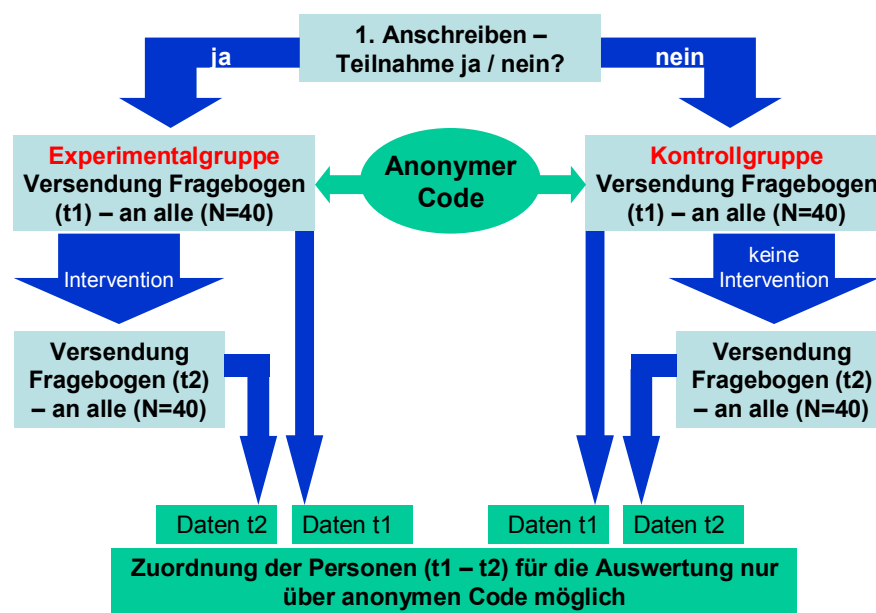 1. Anschreiben –
Teilnahme ja / nein?
ja
nein
Experimentalgruppe
Versendung Fragebogen
(t1) – an alle (N=40)
Anonymer
Code
Kontrollgruppe
Versendung Fragebogen
(t1) – an alle (N=40)
Intervention
keine
Intervention
Versendung
Fragebogen (t2)
– an alle (N=40)
Versendung
Fragebogen (t2)
– an alle (N=40)
Daten t2
Daten t1
Daten t1
Daten t2
Zuordnung der Personen (t1 – t2) für die Auswertung nur
über anonymen Code möglich